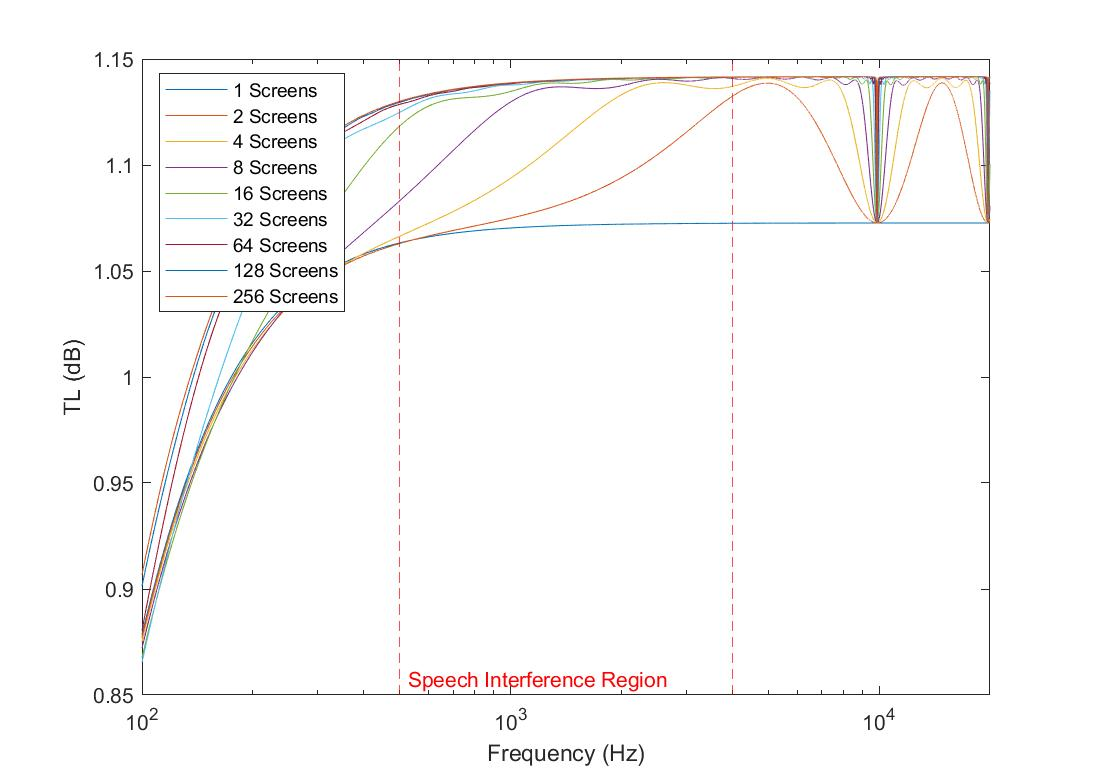 1.15
1.1
1.05
1
0.95
0.9
0.85
TL (dB)
1 Screens
2 Screens
4 Screens
8 Screens
16 Screens
32 Screens
64 Screens
128 Screens
256 Screens
Speech Interference Region
10² 10³ 10⁴
Frequency (Hz)